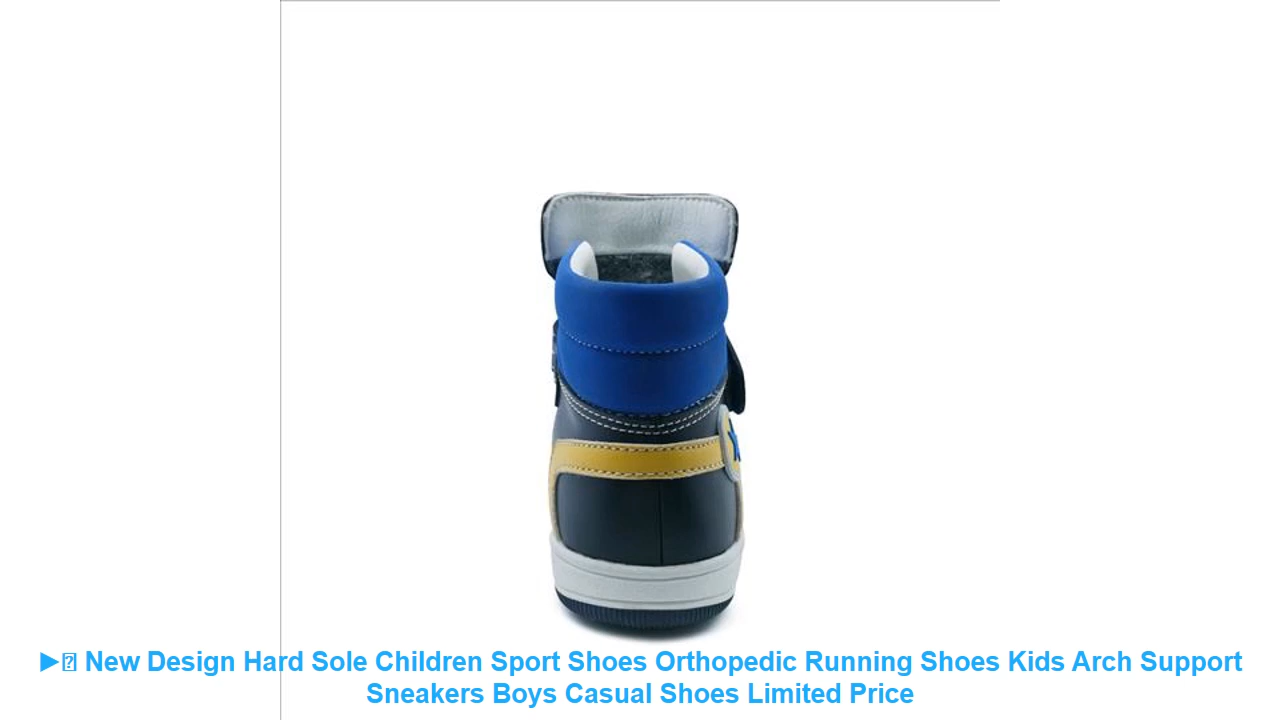 ►⍰ New Design Hard Sole Children Sport Shoes Orthopedic Running Shoes Kids Arch Support
Sneakers Boys Casual Shoes Limited Price